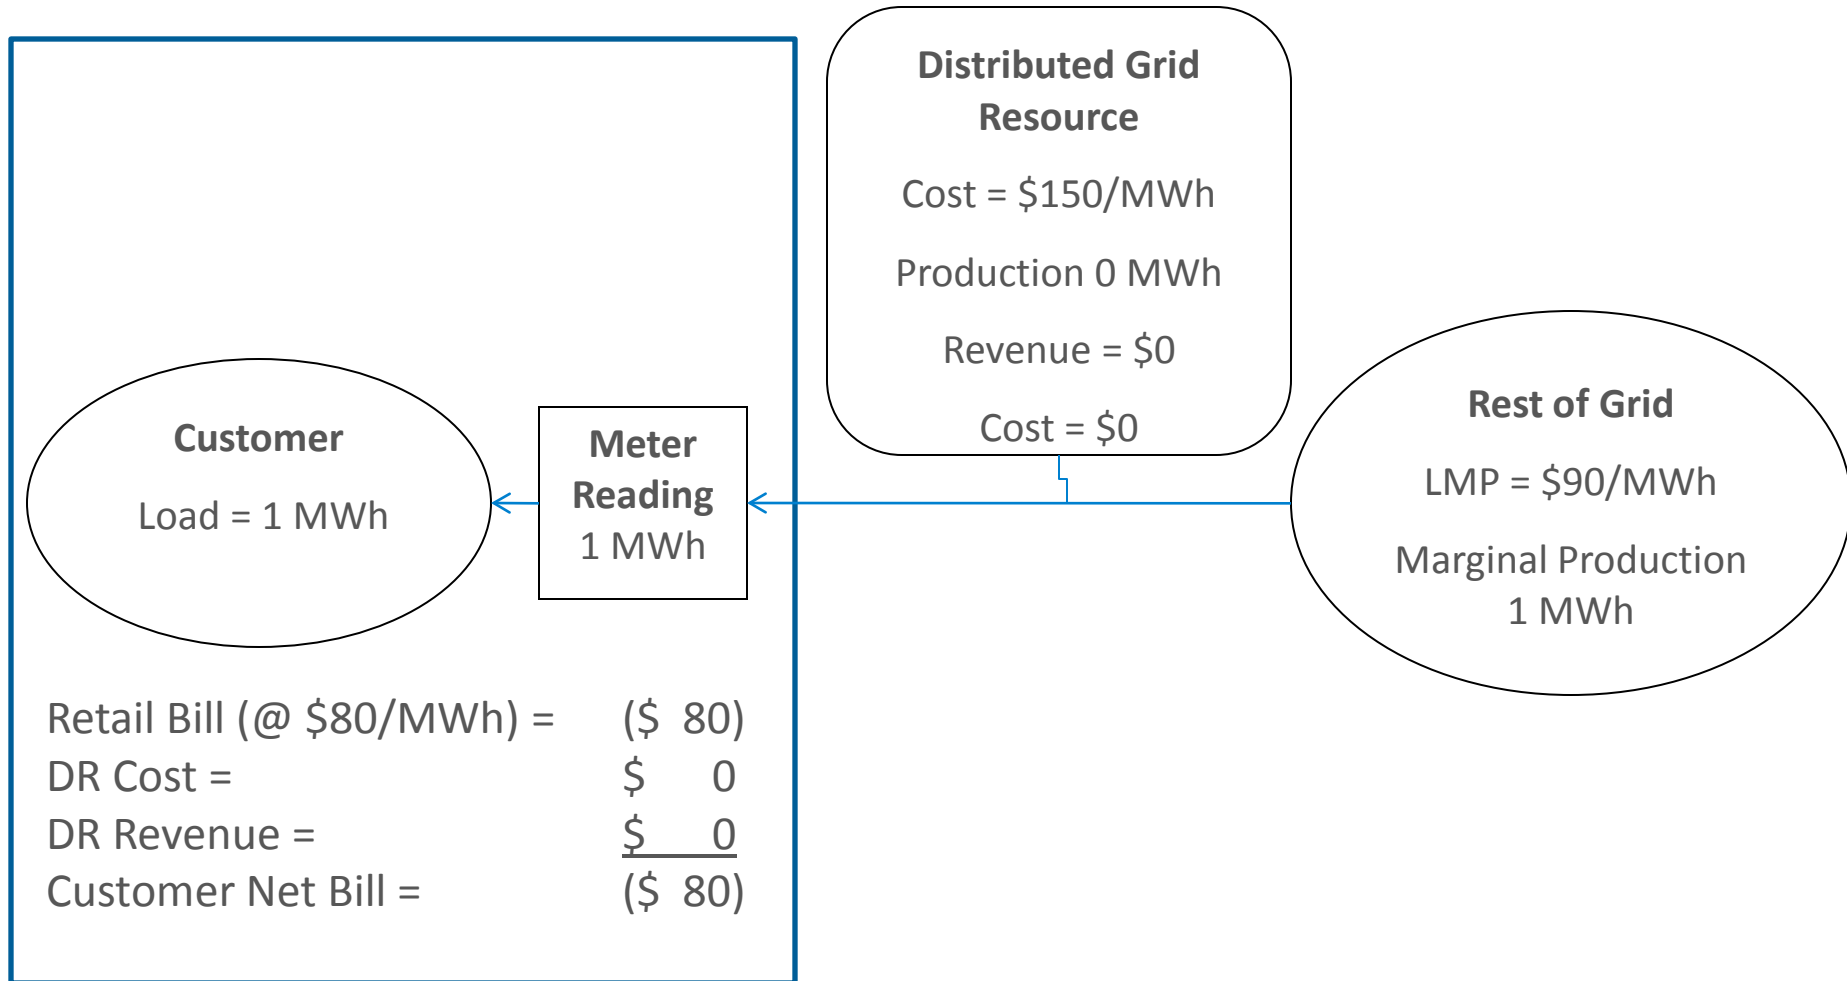 Distributed Grid
Resource
Cost = $150/MWh
Production 0 MWh
Revenue = $0
Cost = $0
Rest of Grid
LMP = $90/MWh
Marginal Production
1 MWh
Customer
Load = 1 MWh
Meter
Reading
1 MWh
Retail Bill (@ $80/MWh) = ($ 80)
DR Cost = $ 0
DR Revenue = $ 0
Customer Net Bill = ($ 80)